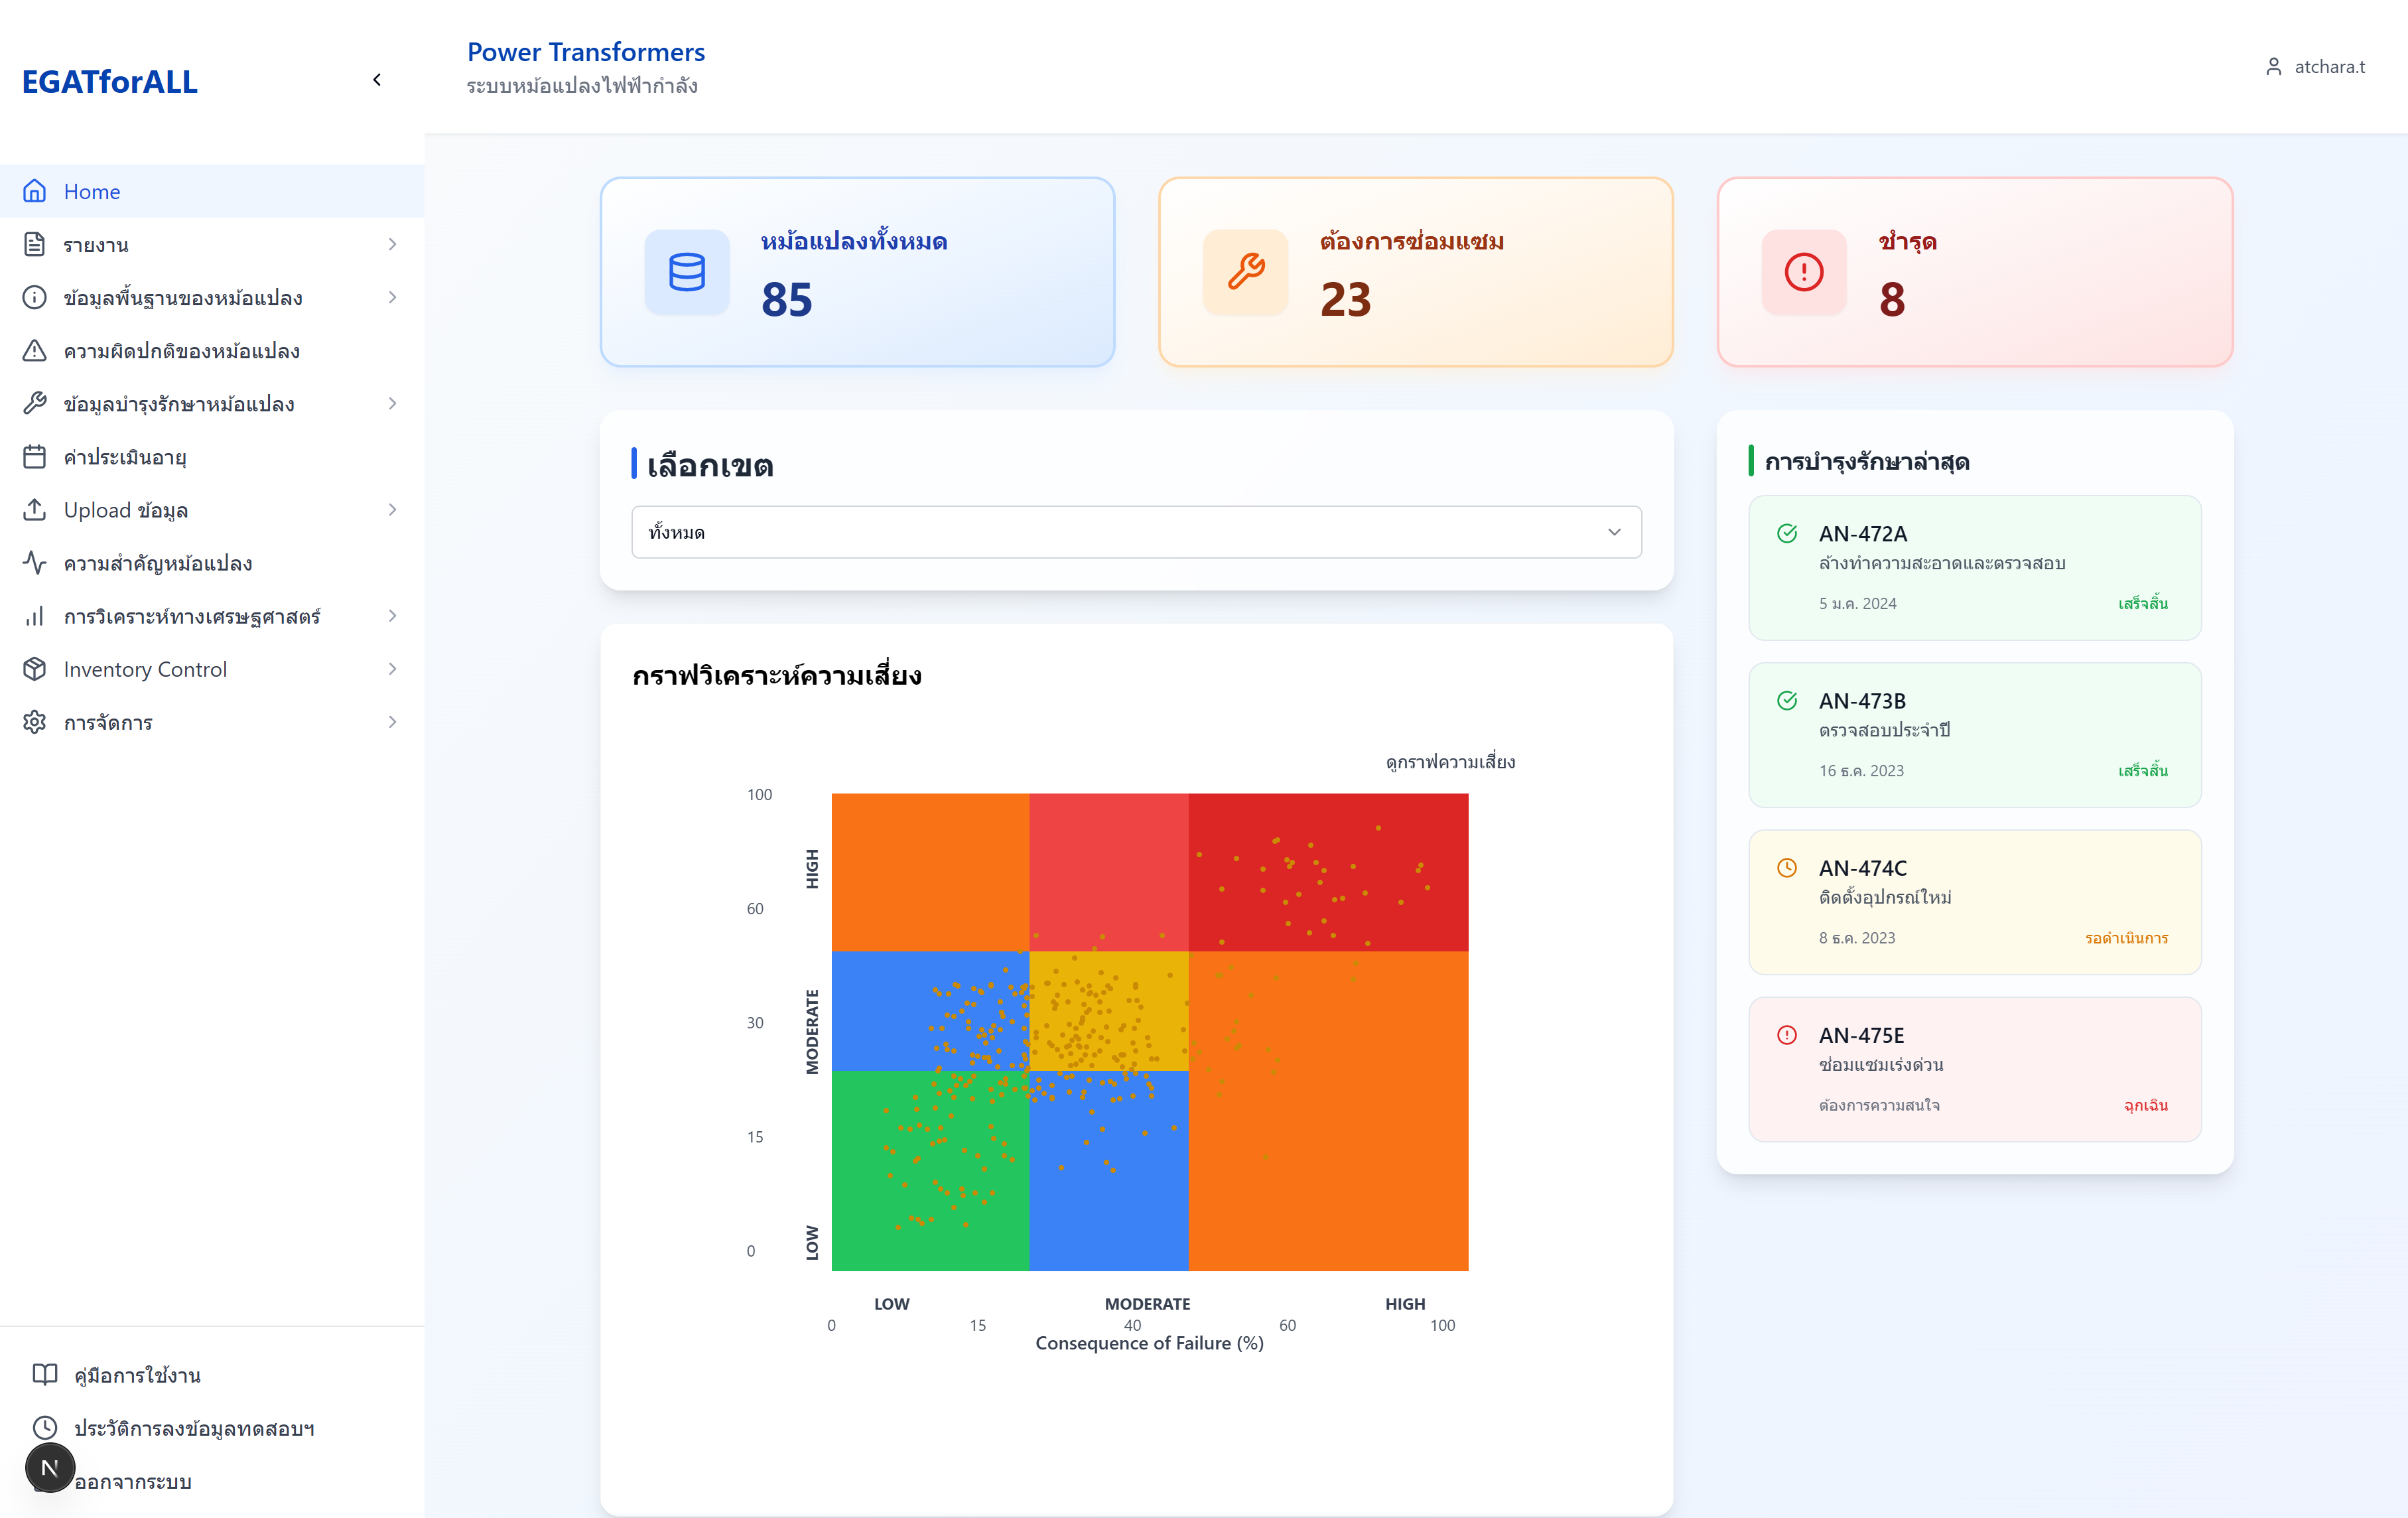 EGATforALL
Home
รายงาน
ข้อมูลพื้นฐานของหม้อแปลง
ความผิดปกติของหม้อแปลง
ข้อมูลบำรุงรักษาหม้อแปลง
ค่าประเมินอายุ
Upload ข้อมูล
ความสำคัญหม้อแปลง
การวิเคราะห์ทางเศรษฐศาสตร์
Inventory Control
การจัดการ
คู่มือการใช้งาน
ประวัติการลงข้อมูลทดสอบฯ
N
ออกจากระบบ
Power Transformers
ระบบหม้อแปลงไฟฟ้ากำลัง
atchara.t
หม้อแปลงทั้งหมด
85
ต้องการซ่อมแซม
23
ชำรุด
8
เลือกเขต
ทั้งหมด
กราฟวิเคราะห์ความเสี่ยง
ดูกราฟความเสี่ยง
100
60
30
15
0
HIGH
MODERATE
LOW
LOW MODERATE HIGH
0 15 40 60 100
Consequence of Failure (%)
การบำรุงรักษาล่าสุด
AN-472A
ล้างทำความสะอาดและตรวจสอบ
5 ม.ค. 2024 เสร็จสิ้น
AN-473B
ตรวจสอบประจำปี
16 ธ.ค. 2023 เสร็จสิ้น
AN-474C
ติดตั้งอุปกรณ์ใหม่
8 ธ.ค. 2023 รอดำเนินการ
AN-475E
ซ่อมแซมเร่งด่วน
ต้องการความสนใจ ฉุกเฉิน